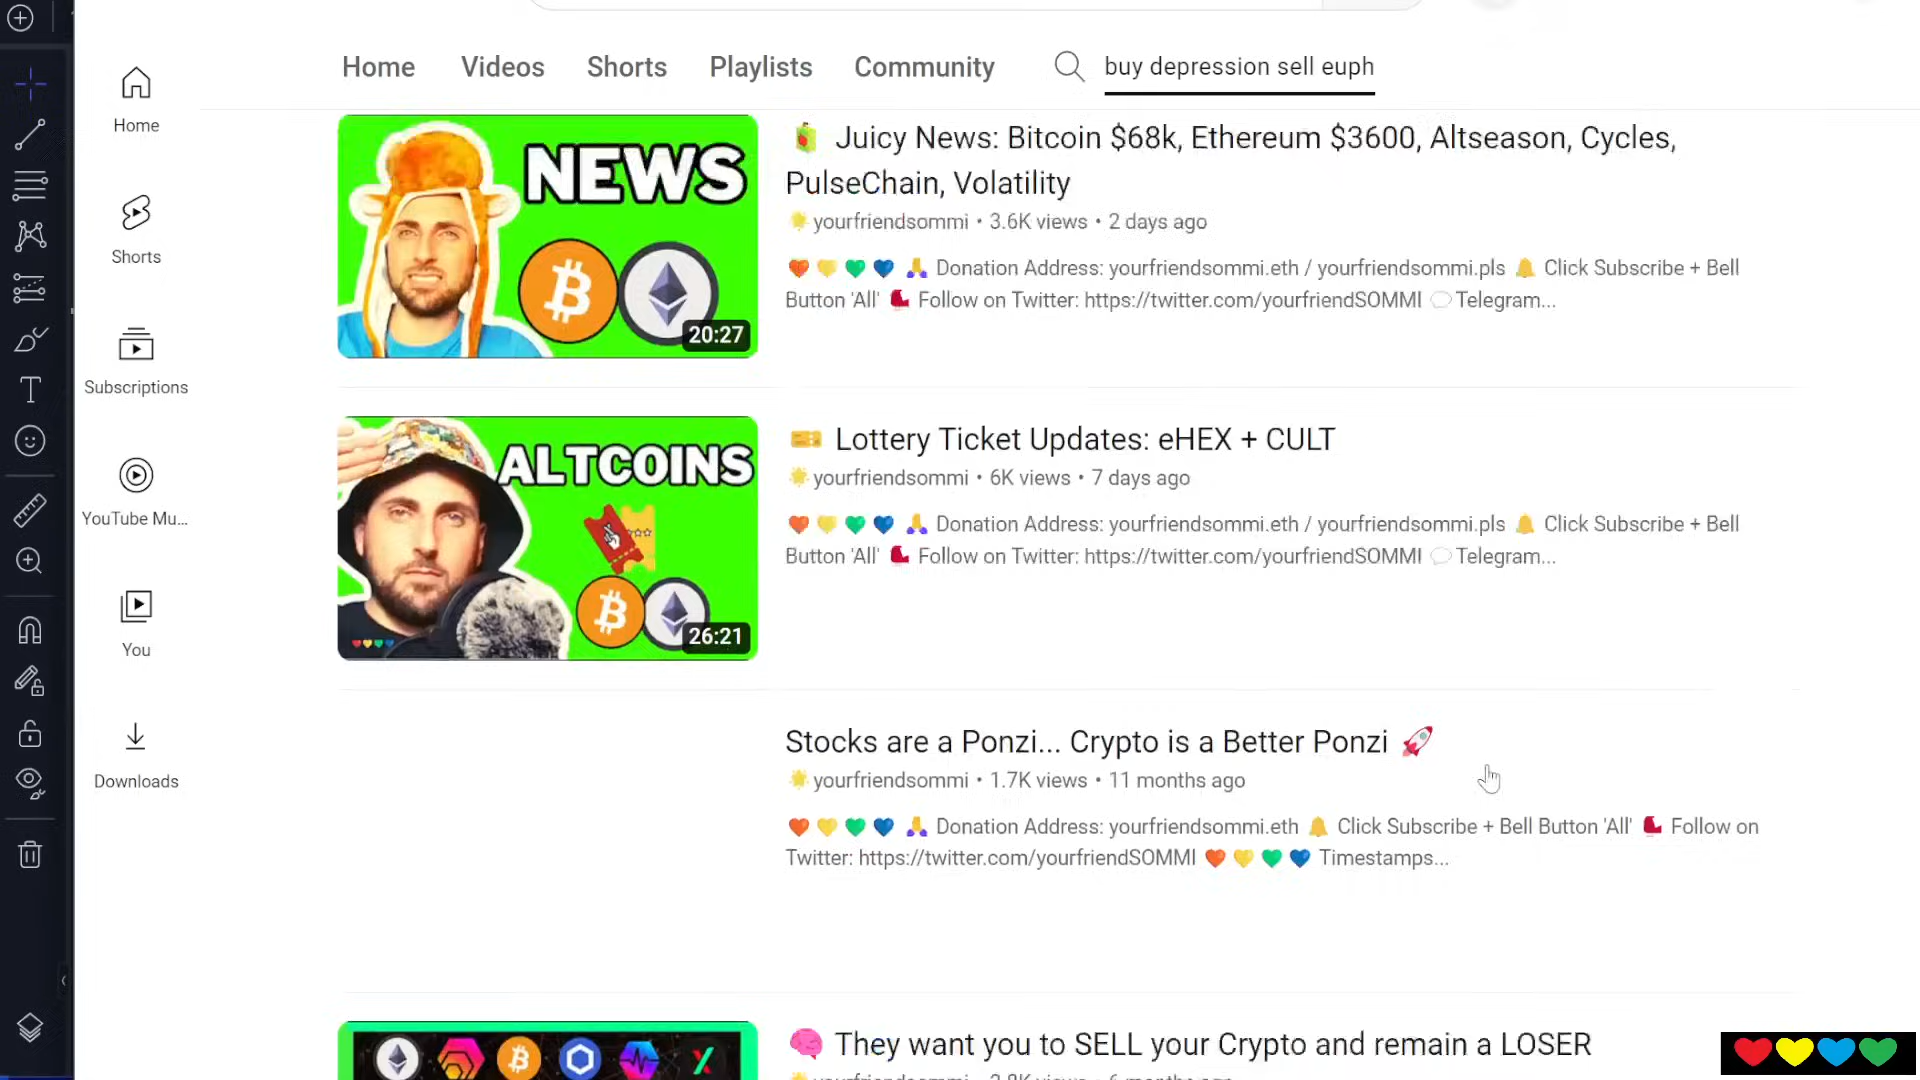 Home
Videos
Shorts
Playlists
Community
buy depression sell euph
Home
Shorts
Subscriptions
YouTube Mu...
You
Downloads
NEWS
20:27
Juicy News: Bitcoin $68k, Ethereum $3600, Altseason, Cycles,
PulseChain, Volatility
yourfriendsommi • 3.6K views • 2 days ago
Donation Address: yourfriendsommi.eth / yourfriendsommi.pls Click Subscribe + Bell
Button 'All' Follow on Twitter: https://twitter.com/yourfriendSOMMI Telegram...
ALTCOINS
26:21
Lottery Ticket Updates: eHEX + CULT
yourfriendsommi • 6K views • 7 days ago
Donation Address: yourfriendsommi.eth / yourfriendsommi.pls Click Subscribe + Bell
Button 'All' Follow on Twitter: https://twitter.com/yourfriendSOMMI Telegram...
Stocks are a Ponzi... Crypto is a Better Ponzi 🚀
yourfriendsommi • 1.7K views • 11 months ago
Donation Address: yourfriendsommi.eth Click Subscribe + Bell Button 'All' Follow on
Twitter: https://twitter.com/yourfriendSOMMI Timestamps...
They want you to SELL your Crypto and remain a LOSER